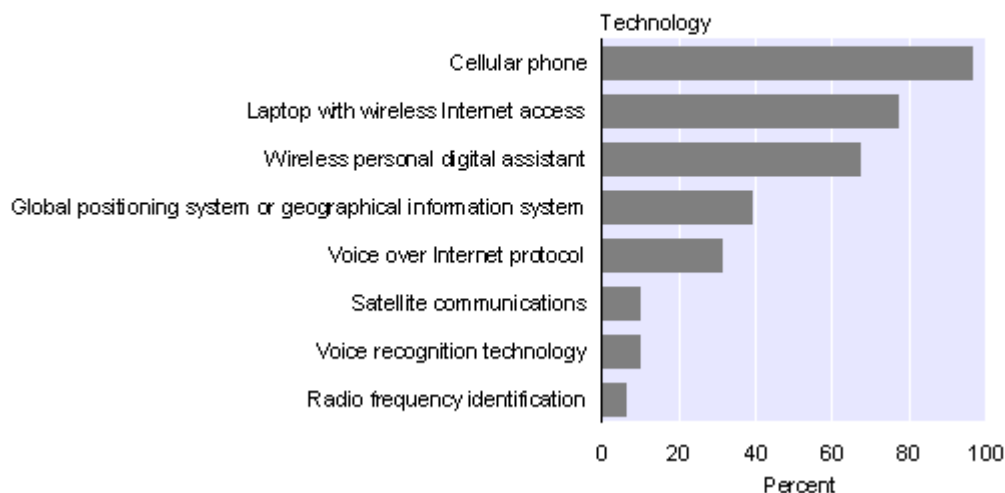 Technology
Cellular phone
Laptop with wireless Internet access
Wireless personal digital assistant
Global positioning system or geographical information system
Voice over Internet protocol
Satellite communications
Voice recognition technology
Radio frequency identification
0 20 40 60 80 100
Percent